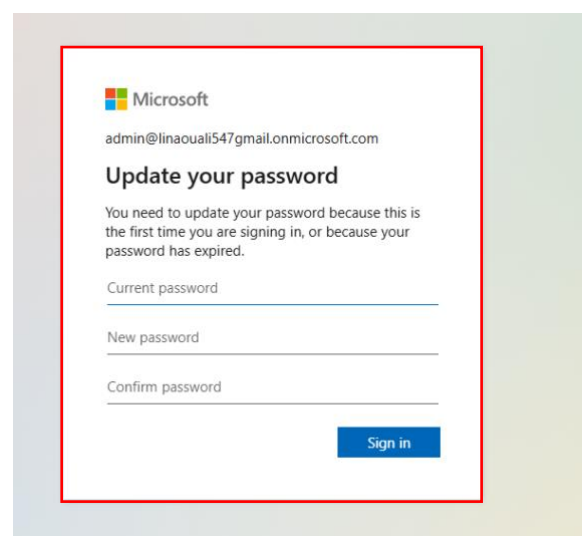 Microsoft
admin@linaouali547gmail.onmicrosoft.com
Update your password
You need to update your password because this is
the first time you are signing in, or because your
password has expired.
Current password
New password
Confirm password
Sign in